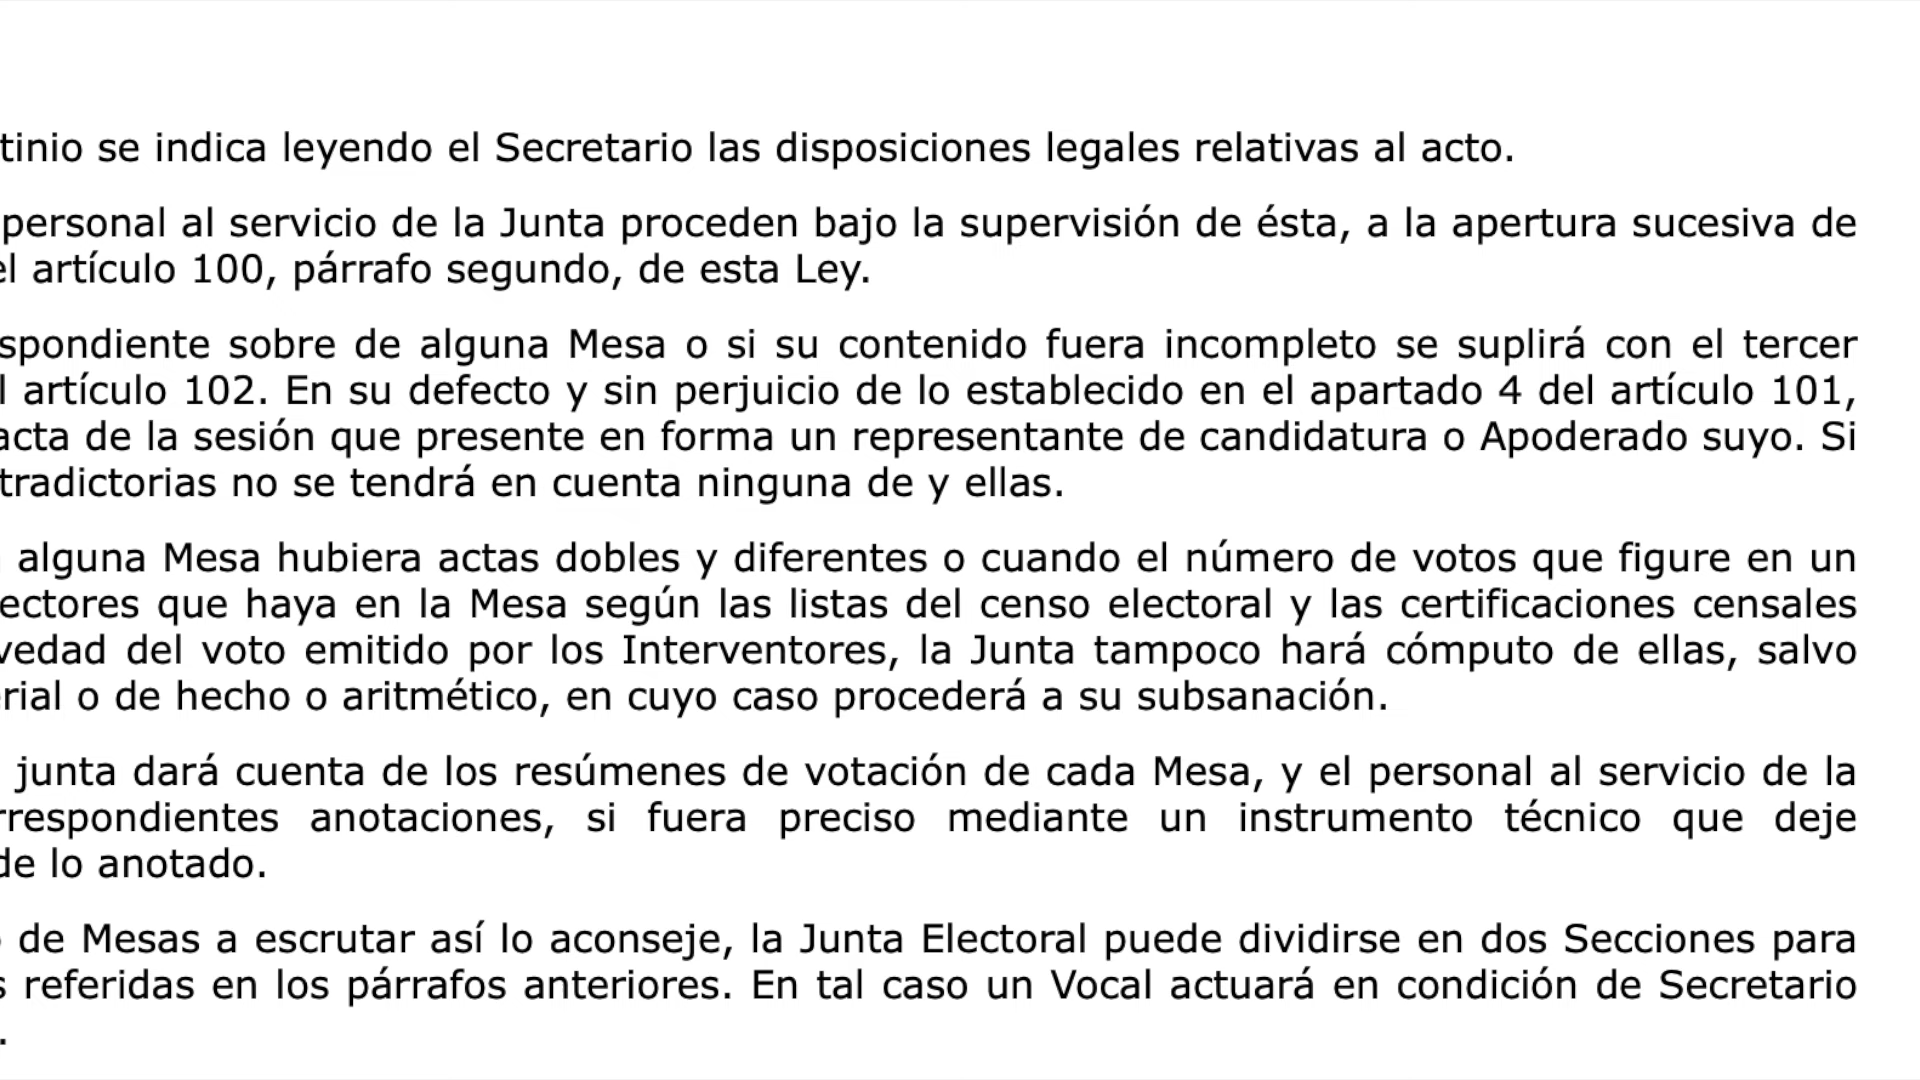 tinio se indica leyendo el Secretario las disposiciones legales relativas al acto.
personal al servicio de la Junta proceden bajo la supervisión de ésta, a la apertura sucesiva de
el artículo 100, párrafo segundo, de esta Ley.
spondiente sobre de alguna Mesa o si su contenido fuera incompleto se suplirá con el tercer
l artículo 102. En su defecto y sin perjuicio de lo establecido en el apartado 4 del artículo 101,
acta de la sesión que presente en forma un representante de candidatura o Apoderado suyo. Si
tradictorias no se tendrá en cuenta ninguna de y ellas.
alguna Mesa hubiera actas dobles y diferentes o cuando el número de votos que figure en un
ectores que haya en la Mesa según las listas del censo electoral y las certificaciones censales
vedad del voto emitido por los Interventores, la Junta tampoco hará cómputo de ellas, salvo
erial o de hecho o aritmético, en cuyo caso procederá a su subsanación.
junta dará cuenta de los resúmenes de votación de cada Mesa, y el personal al servicio de la
rrespondientes anotaciones, si fuera preciso mediante un instrumento técnico que deje
de lo anotado.
o de Mesas a escrutar así lo aconseje, la Junta Electoral puede dividirse en dos Secciones para
s referidas en los párrafos anteriores. En tal caso un Vocal actuará en condición de Secretario
.